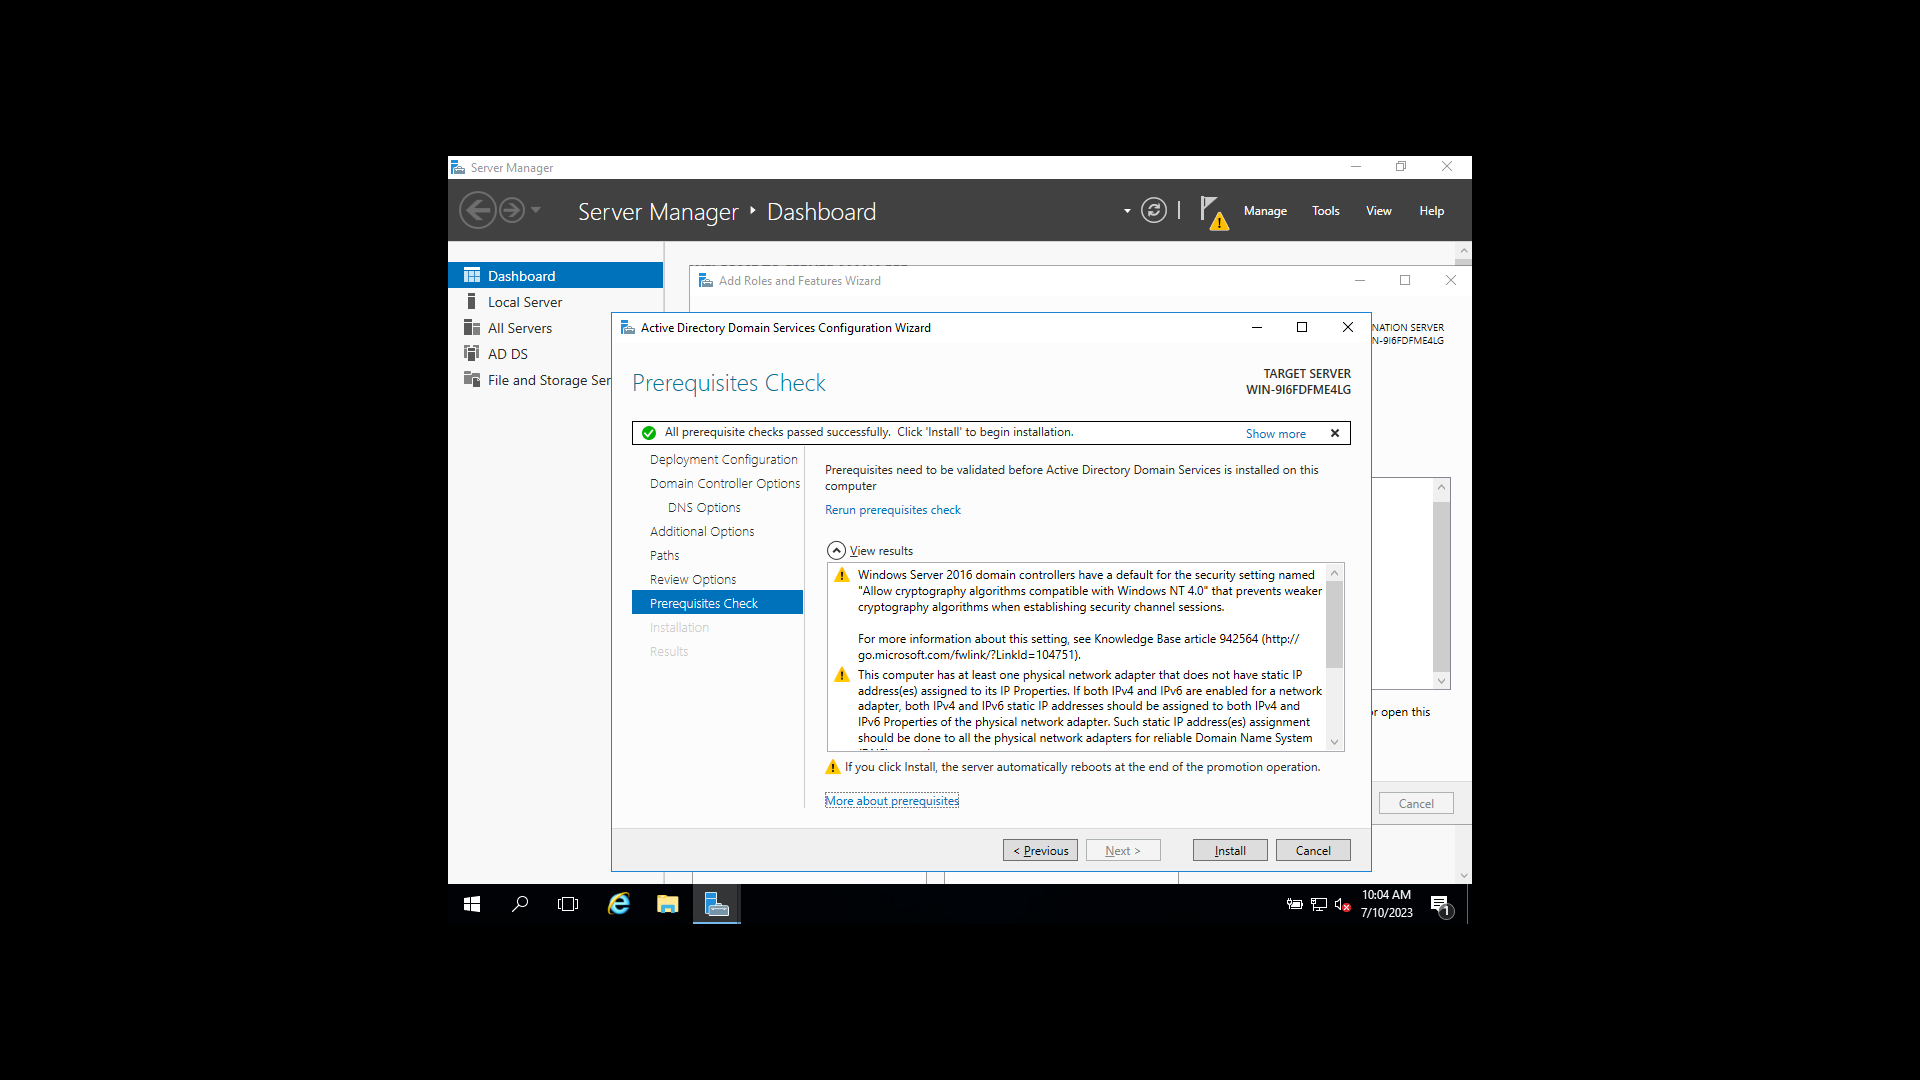 Server Manager
Server Manager Dashboard
Manage
Tools
View
Help
Dashboard
Local Server
All Servers
AD DS
File and Storage Ser
Add Roles and Features Wizard
NATION SERVER
N-9I6FDFME4LG
Active Directory Domain Services Configuration Wizard
Prerequisites Check
TARGET SERVER
WIN-9I6FDFME4LG
All prerequisite checks passed successfully. Click 'Install' to begin installation.
Show more
Deployment Configuration
Domain Controller Options
DNS Options
Additional Options
Paths
Review Options
Prerequisites Check
Installation
Results
Prerequisites need to be validated before Active Directory Domain Services is installed on this
computer
Rerun prerequisites check
View results
Windows Server 2016 domain controllers have a default for the security setting named
"Allow cryptography algorithms compatible with Windows NT 4.0" that prevents weaker
cryptography algorithms when establishing security channel sessions.
For more information about this setting, see Knowledge Base article 942564 (http://
go.microsoft.com/fwlink/?LinkId=104751).
This computer has at least one physical network adapter that does not have static IP
address(es) assigned to its IP Properties. If both IPv4 and IPv6 are enabled for a network
adapter, both IPv4 and IPv6 static IP addresses should be assigned to both IPv4 and
IPv6 Properties of the physical network adapter. Such static IP address(es) assignment
should be done to all the physical network adapters for reliable Domain Name System
If you click Install, the server automatically reboots at the end of the promotion operation.
More about prerequisites
or open this
Cancel
< Previous
Next >
Install
Cancel
10:04 AM
7/10/2023
1